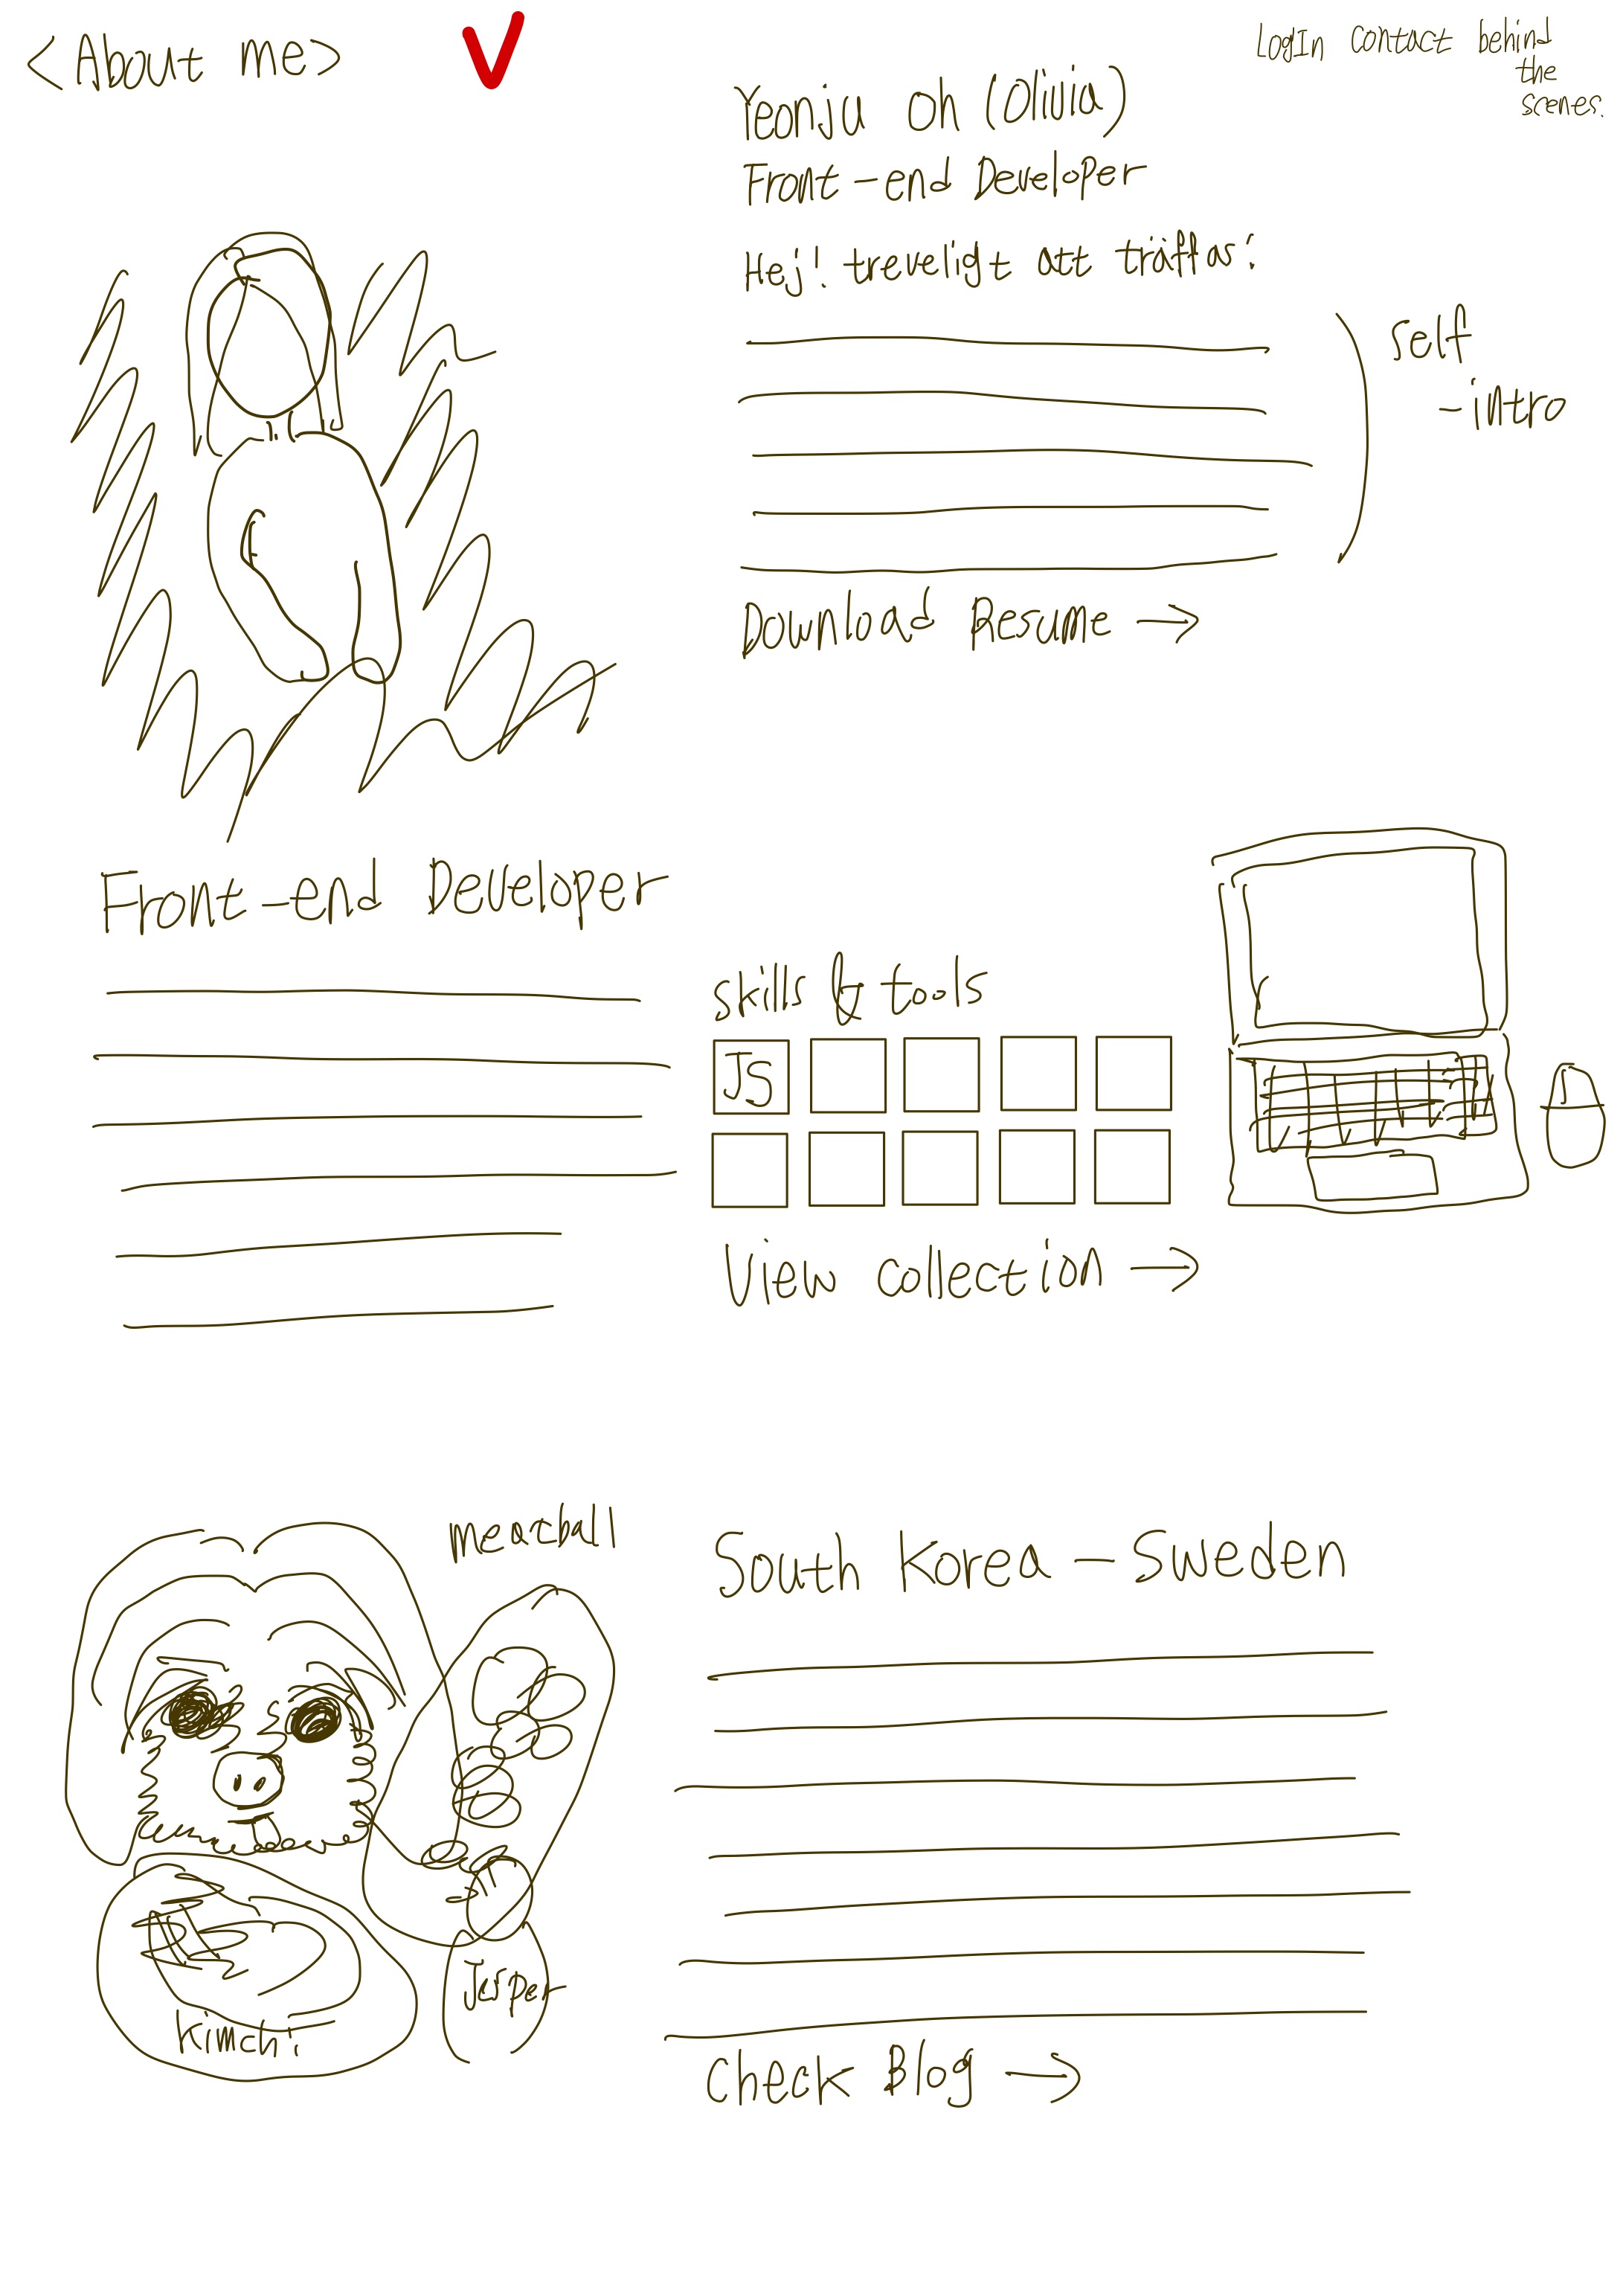 <About me>
Login contact behind
the
scenes.
Yeonju Oh (Olivia)
Front-end Developer
Hej! trevligt att träffas!
self
-intro
Download Resume →
Front-end Developer
skills & tools
JS
View collection →
meatball
South Korea - Sweden
Jasper
kimchi
Check Blog →